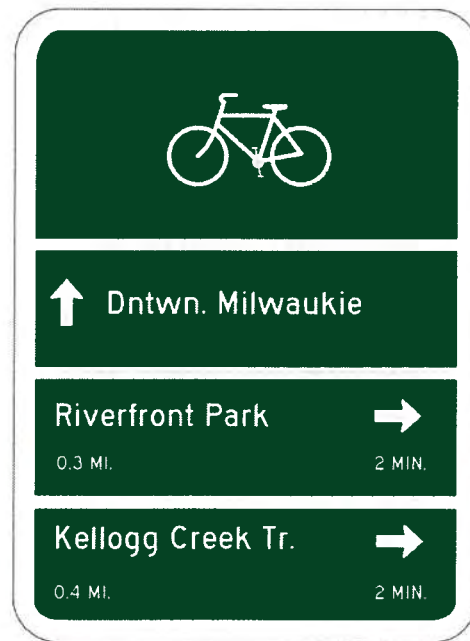 Dntwn. Milwaukie
Riverfront Park
0.3 MI. 2 MIN.
Kellogg Creek Tr.
0.4 MI. 2 MIN.